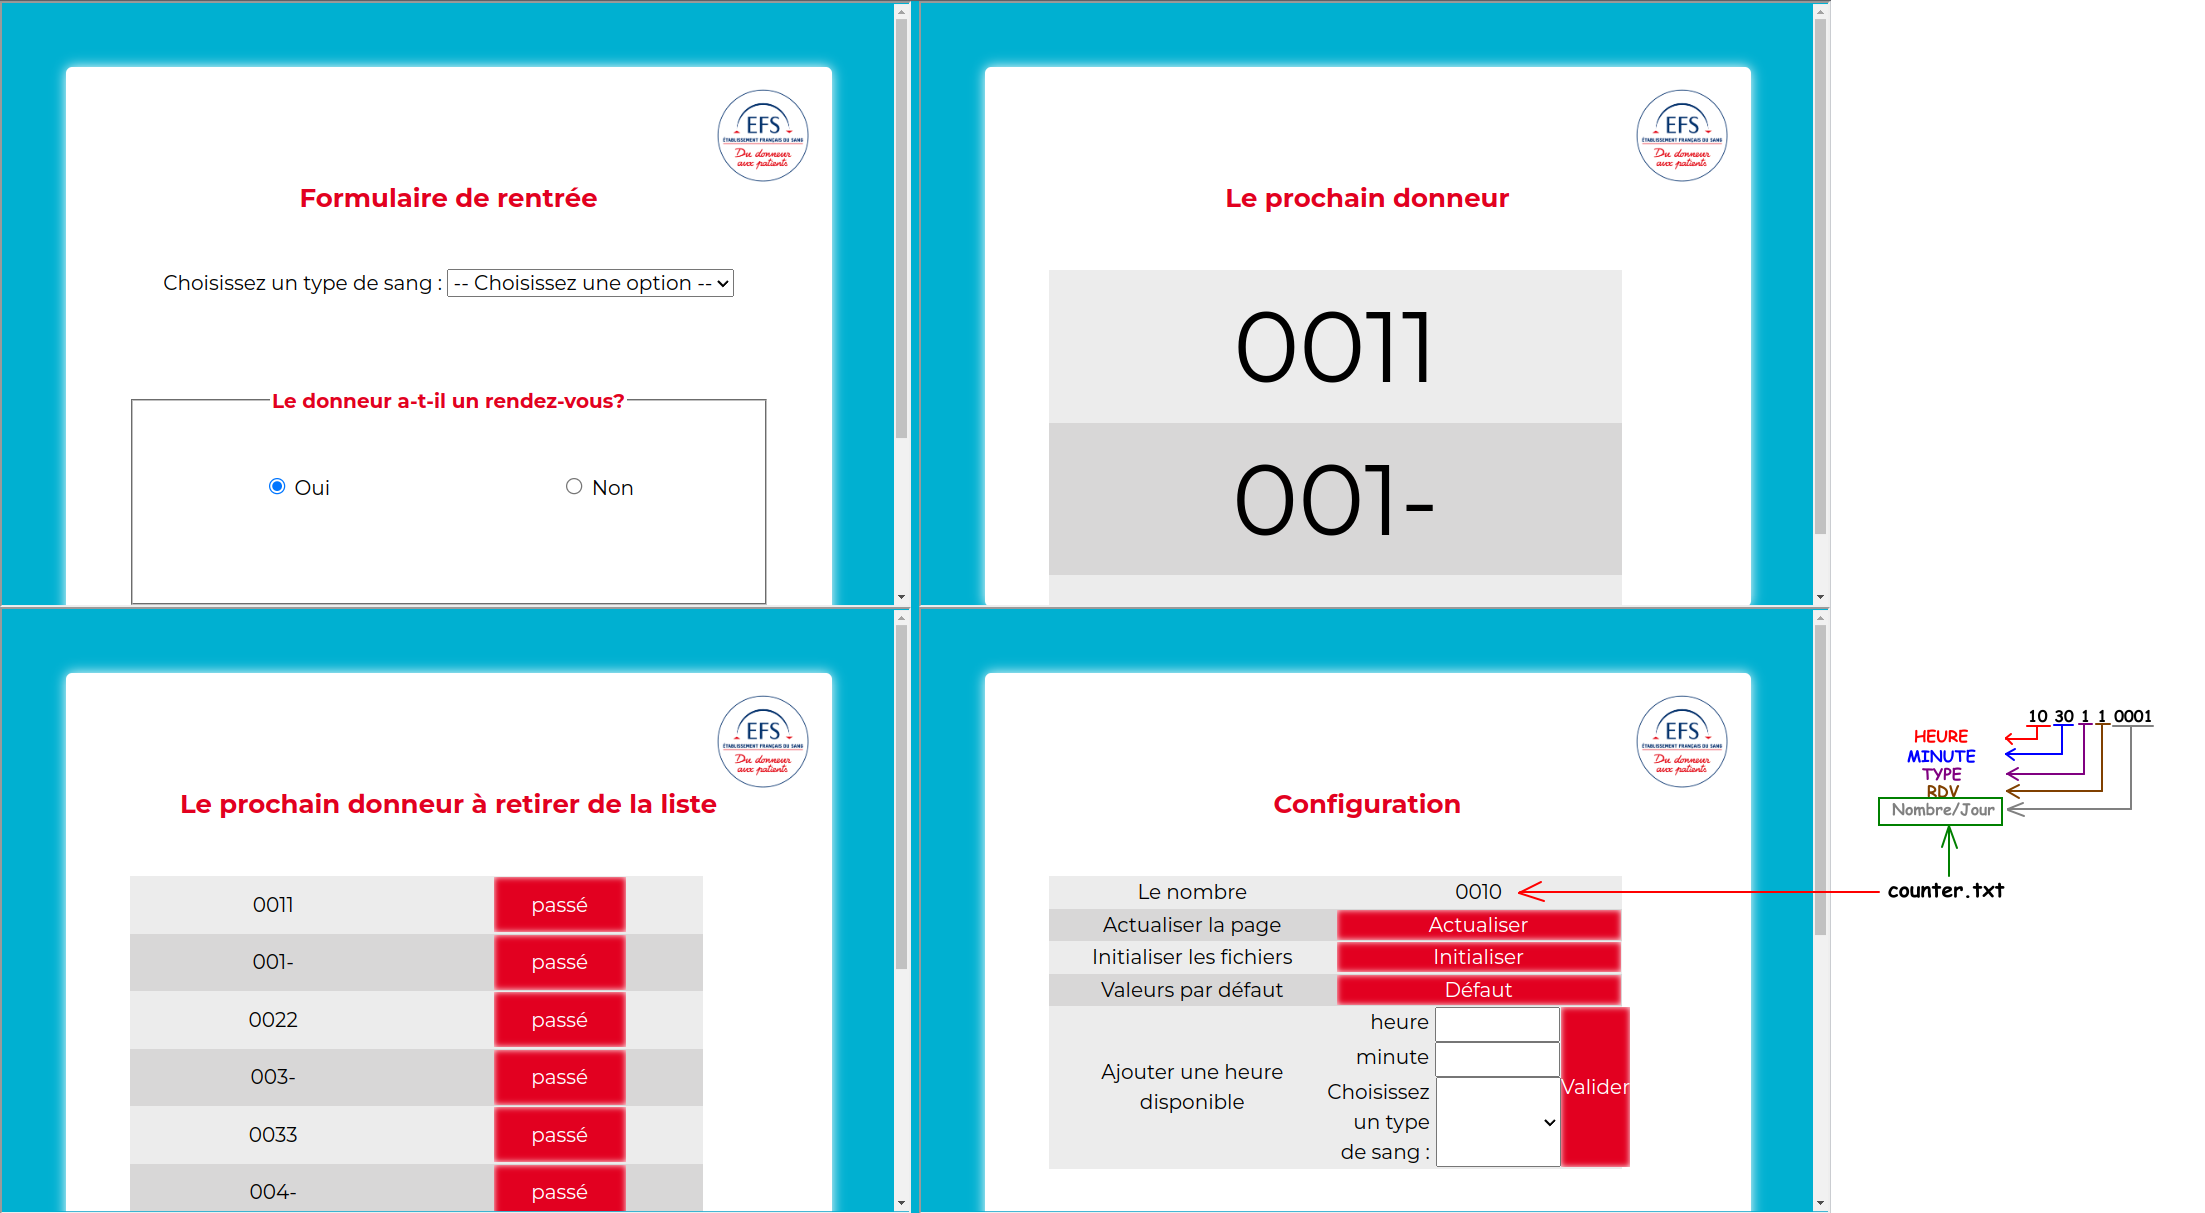 EFS
ÉTABLISSEMENT FRANÇAIS DU SANG
Du donneur
aux patients
Formulaire de rentrée
Choisissez un type de sang : -- Choisissez une option --
Le donneur a-t-il un rendez-vous?
Oui Non
EFS
ÉTABLISSEMENT FRANÇAIS DU SANG
Du donneur
aux patients
Le prochain donneur
0011
001-
EFS
ÉTABLISSEMENT FRANÇAIS DU SANG
Du donneur
aux patients
Le prochain donneur à retirer de la liste
0011 passé
001- passé
0022 passé
003- passé
0033 passé
004- passé
EFS
ÉTABLISSEMENT FRANÇAIS DU SANG
Du donneur
aux patients
Configuration
Le nombre 0010
Actualiser la page Actualiser
Initialiser les fichiers Initialiser
Valeurs par défaut Défaut
Ajouter une heure
disponible
heure
minute
Choisissez
un type
de sang :
Valider
10 30 1 1 0001
HEURE
MINUTE
TYPE
RDV
Nombre/Jour
counter.txt